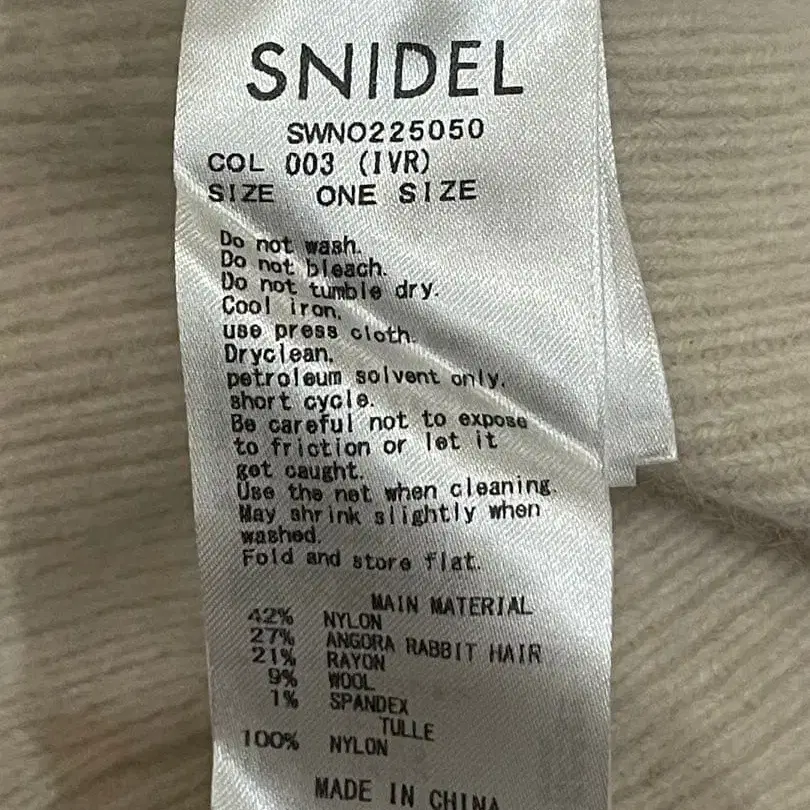 SNIDEL
SWNO225050
COL 003 (IVR)
SIZE ONE SIZE
Do not wash.
Do not bleach.
Do not tumble dry.
Cool iron.
use press cloth.
Dryclean.
petroleum solvent only.
short cycle.
Be careful not to expose
to friction or let it
get caught.
Use the net when cleaning.
May shrink slightly when
washed.
Fold and store flat.
MAIN MATERIAL
42% NYLON
27% ANGORA RABBIT HAIR
21% RAYON
9% WOOL
1% SPANDEX
TULLE
100% NYLON
MADE IN CHINA